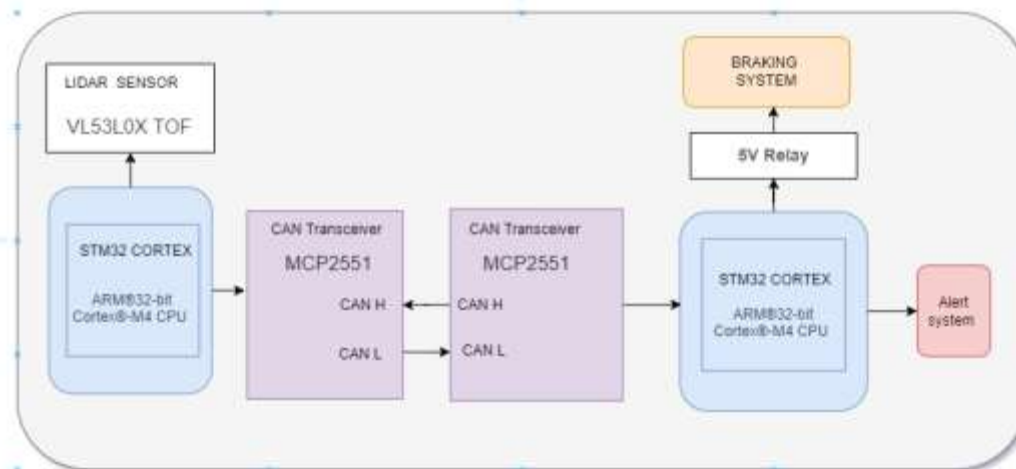 LIDAR SENSOR
VL53L0X TOF
STM32 CORTEX
ARM®32-bit
Cortex®-M4 CPU
CAN Transceiver
MCP2551
CAN H
CAN L
CAN Transceiver
MCP2551
CAN H
CAN L
BRAKING
SYSTEM
5V Relay
STM32 CORTEX
ARM®32-bit
Cortex®-M4 CPU
Alert
system